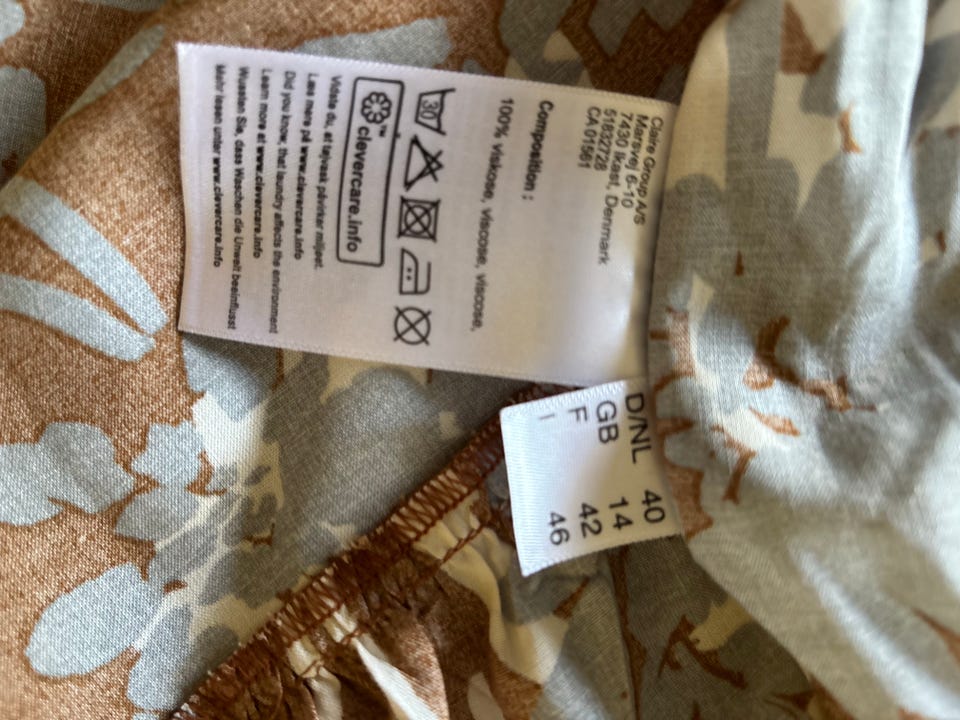 Claire Group A/S
Marsvej 6-10
7430 Ikast, Denmark
51832728
CA 01561
Composition :
100% viskose, viscose, viscose,
30
clevercare.info™
Vidste du, at tøjvask påvirker miljøet.
Læs mere på www.clevercare.info
Did you know, that laundry affects the environment
Learn more at www.clevercare.info
Wussten Sie, dass Waschen die Umwelt beeinflusst
Mehr lesen unter www.clevercare.info
D/NL 40
GB 14
F 42
I 46